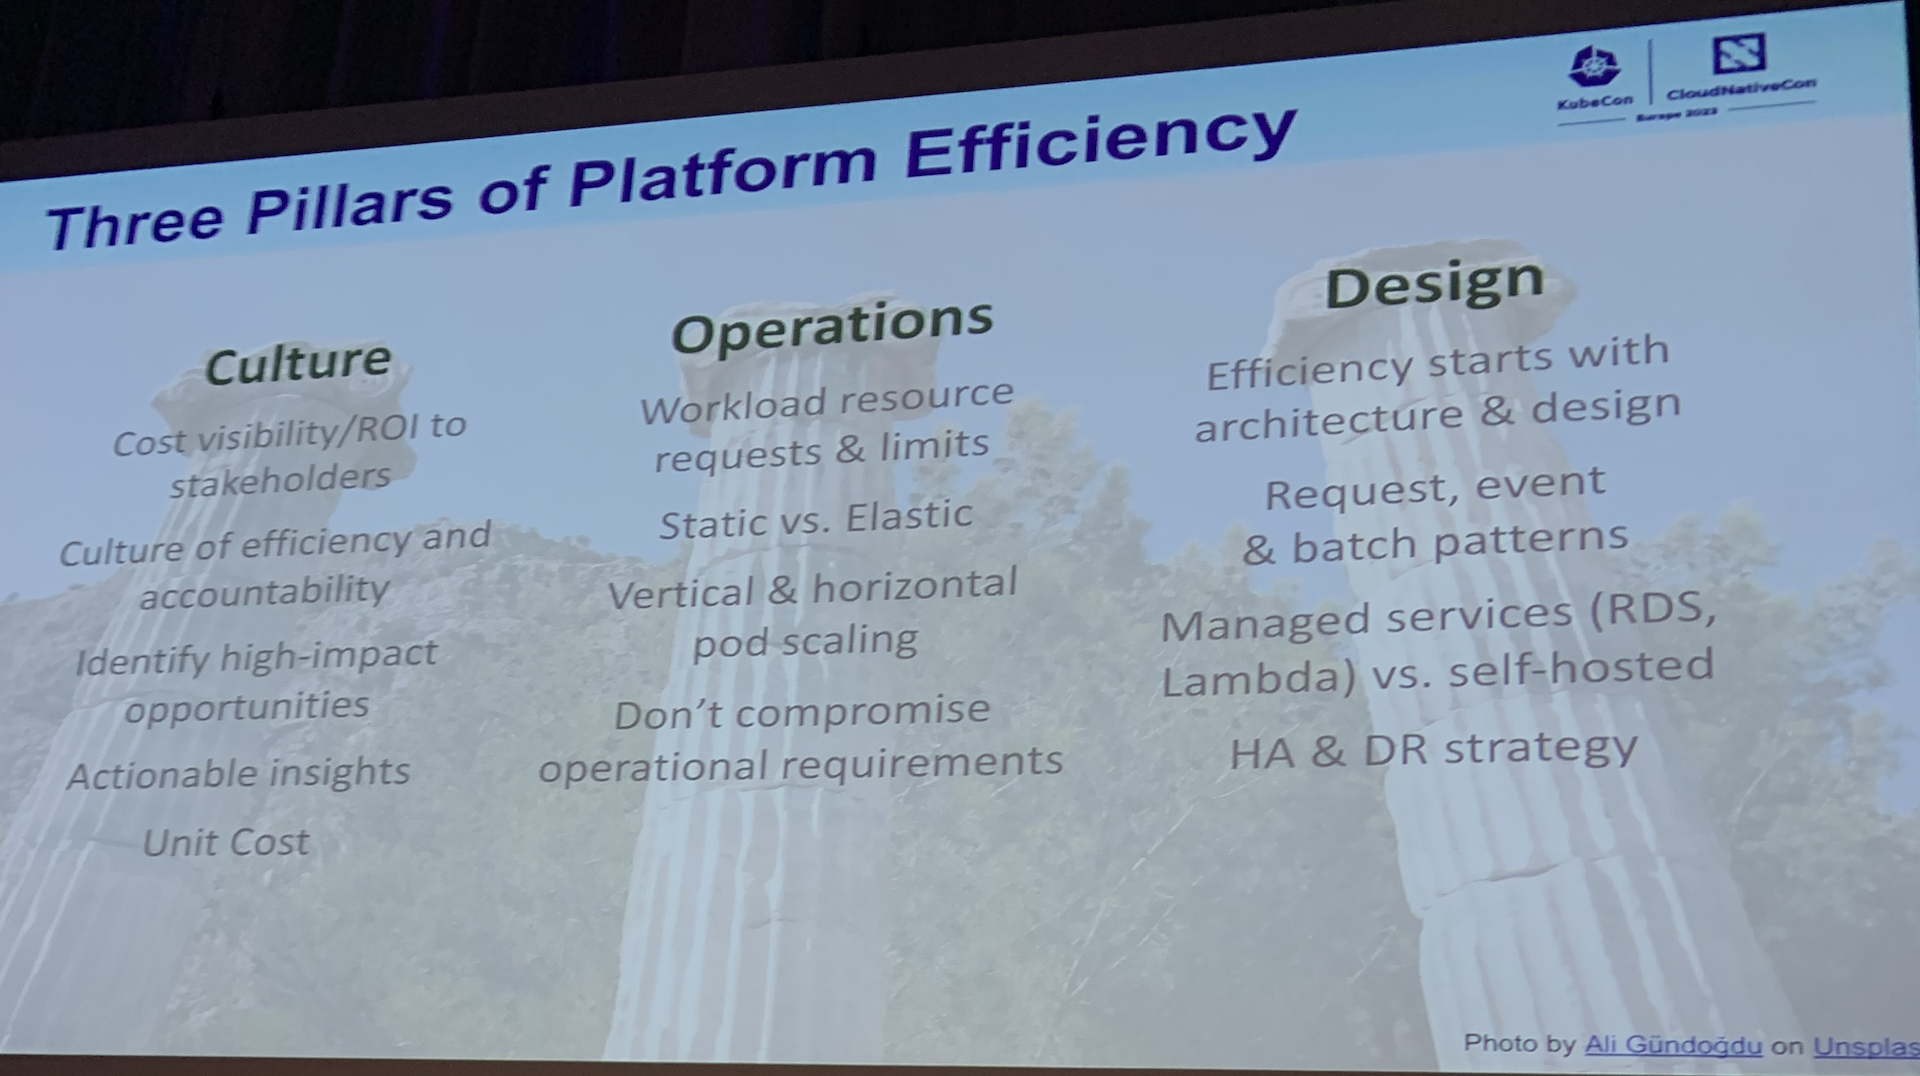 KubeCon
CloudNativeCon
Europe 2023
Three Pillars of Platform Efficiency
Culture
Cost visibility/ROI to
stakeholders
Culture of efficiency and
accountability
Identify high-impact
opportunities
Actionable insights
Unit Cost
Operations
Workload resource
requests & limits
Static vs. Elastic
Vertical & horizontal
pod scaling
Don't compromise
operational requirements
Design
Efficiency starts with
architecture & design
Request, event
& batch patterns
Managed services (RDS,
Lambda) vs. self-hosted
HA & DR strategy
Photo by Ali Gündoğdu on Unsplas